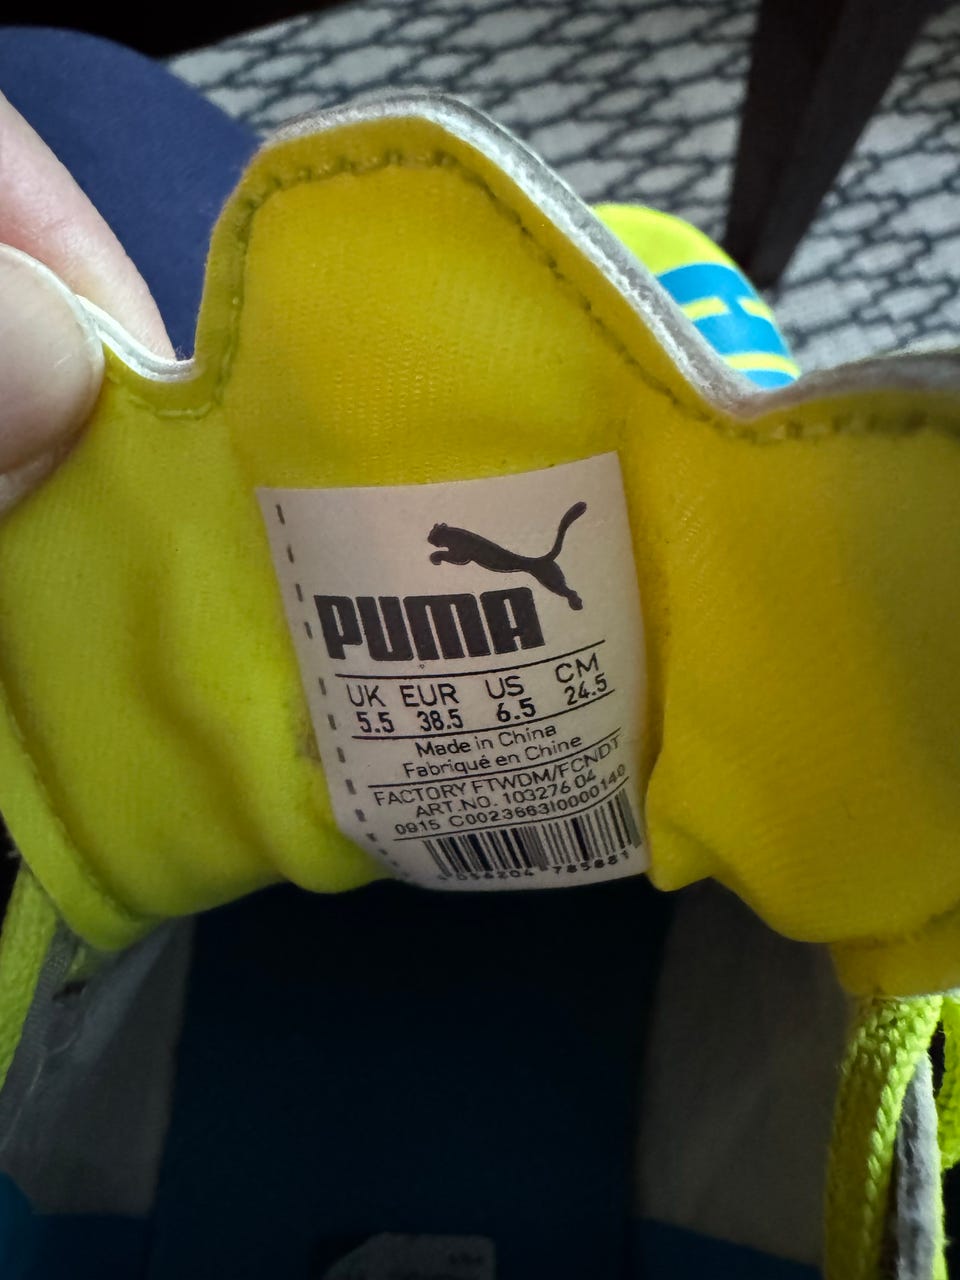 PUMA
UK EUR US CM
5.5 38.5 6.5 24.5
Made in China
Fabriqué en Chine
FACTORY FTWDM/FCNDT
ART.NO. 103276 04
0915 C0023663I0000140
785881